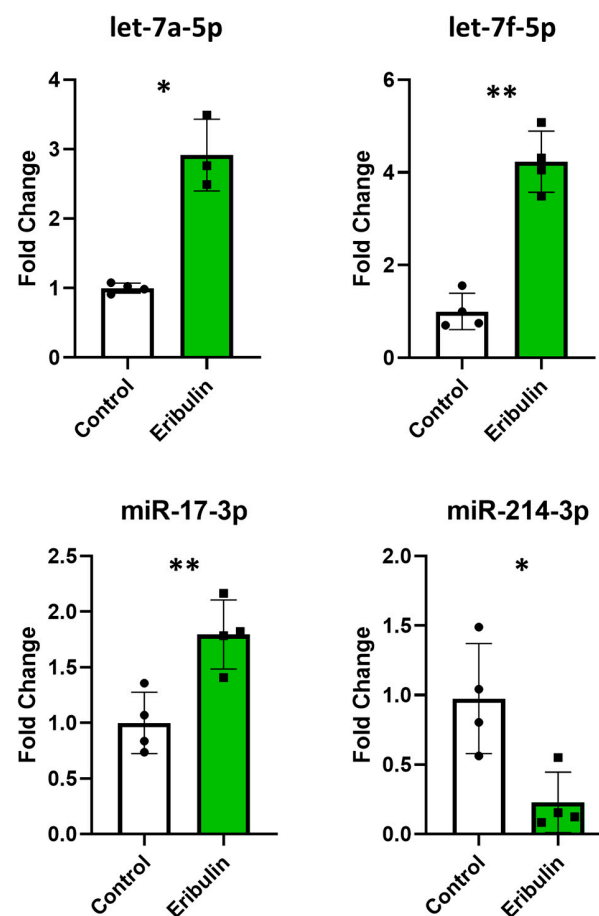 let-7a-5p
let-7f-5p
*
**
4
3
2
1
0
Fold Change
Control
Eribulin
6
4
2
0
Fold Change
Control
Eribulin
miR-17-3p
miR-214-3p
**
*
2.5
2.0
1.5
1.0
0.5
0.0
Fold Change
Control
Eribulin
2.0
1.5
1.0
0.5
0.0
Fold Change
Control
Eribulin